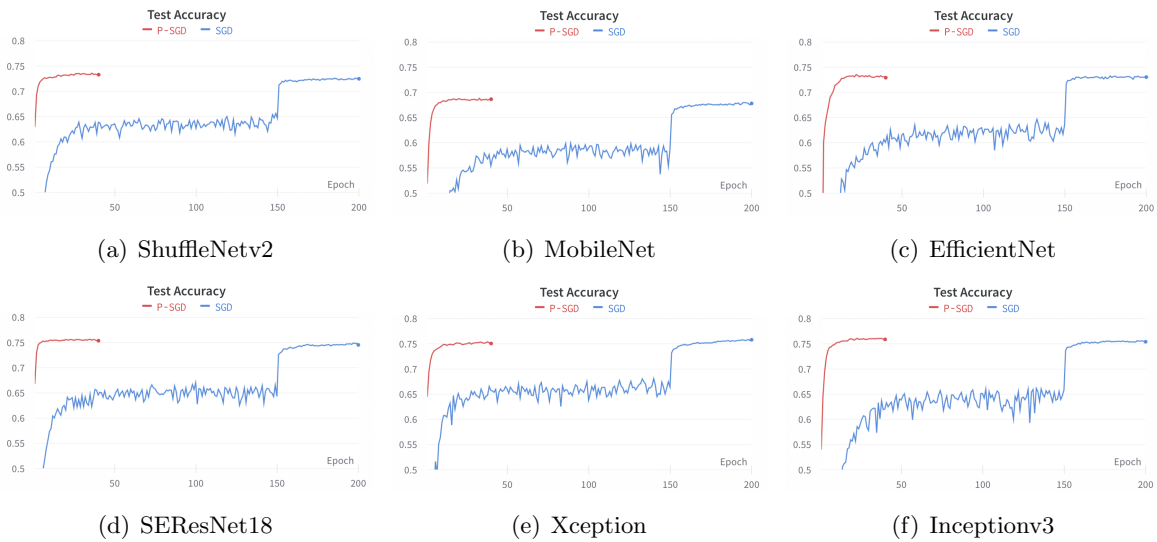 Test Accuracy
P-SGD SGD
0.8
0.75
0.7
0.65
0.6
0.55
0.5
50 100 150 200
Epoch
(a) ShuffleNetv2
Test Accuracy
P-SGD SGD
0.8
0.75
0.7
0.65
0.6
0.55
0.5
50 100 150 200
Epoch
(b) MobileNet
Test Accuracy
P-SGD SGD
0.8
0.75
0.7
0.65
0.6
0.55
0.5
50 100 150 200
Epoch
(c) EfficientNet
Test Accuracy
P-SGD SGD
0.8
0.75
0.7
0.65
0.6
0.55
0.5
50 100 150 200
Epoch
(d) SEResNet18
Test Accuracy
P-SGD SGD
0.8
0.75
0.7
0.65
0.6
0.55
0.5
50 100 150 200
Epoch
(e) Xception
Test Accuracy
P-SGD SGD
0.8
0.75
0.7
0.65
0.6
0.55
0.5
50 100 150 200
Epoch
(f) Inceptionv3